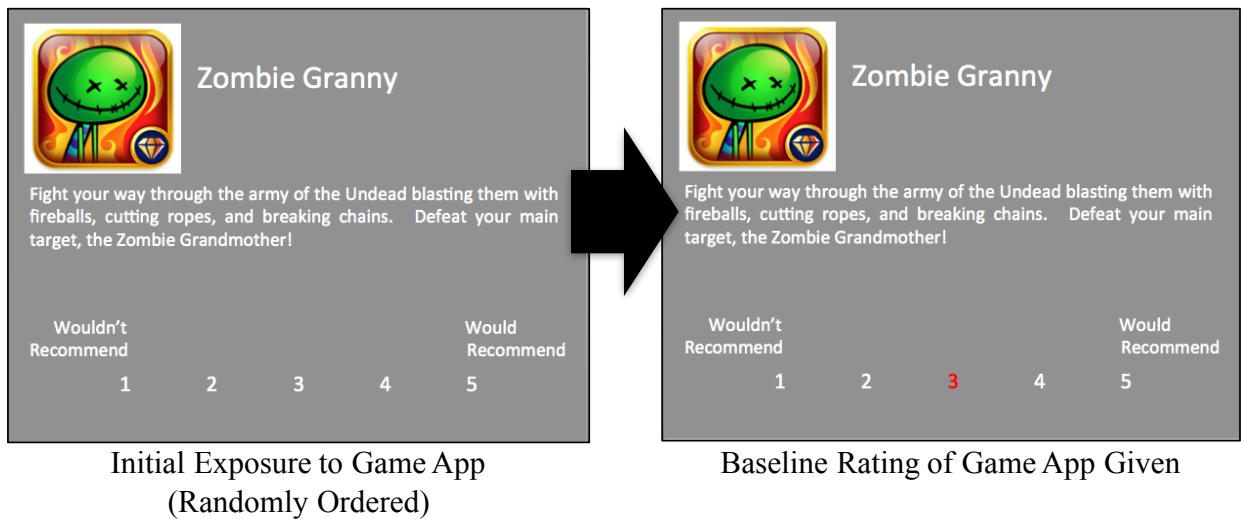 Zombie Granny
Fight your way through the army of the Undead blasting them with
fireballs, cutting ropes, and breaking chains. Defeat your main
target, the Zombie Grandmother!
Wouldn't
Recommend
Would
Recommend
1 2 3 4 5
Initial Exposure to Game App
(Randomly Ordered)
Zombie Granny
Fight your way through the army of the Undead blasting them with
fireballs, cutting ropes, and breaking chains. Defeat your main
target, the Zombie Grandmother!
Wouldn't
Recommend
Would
Recommend
1 2 3 4 5
Baseline Rating of Game App Given